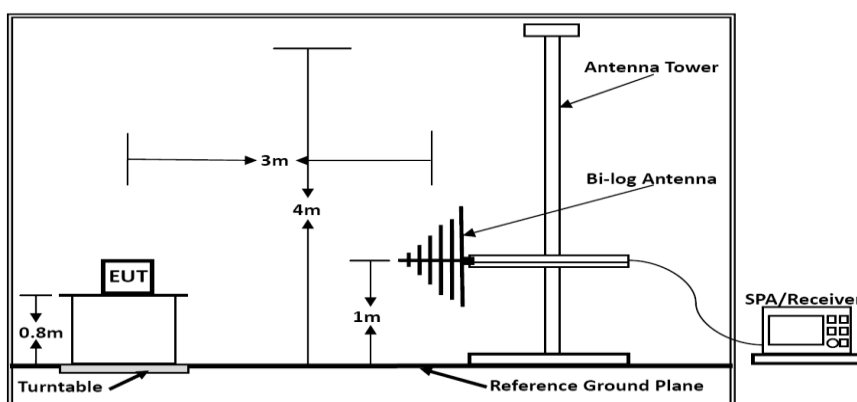 Antenna Tower
3m
Bi-log Antenna
4m
EUT
SPA/Receiver
0.8m
1m
Turntable
Reference Ground Plane